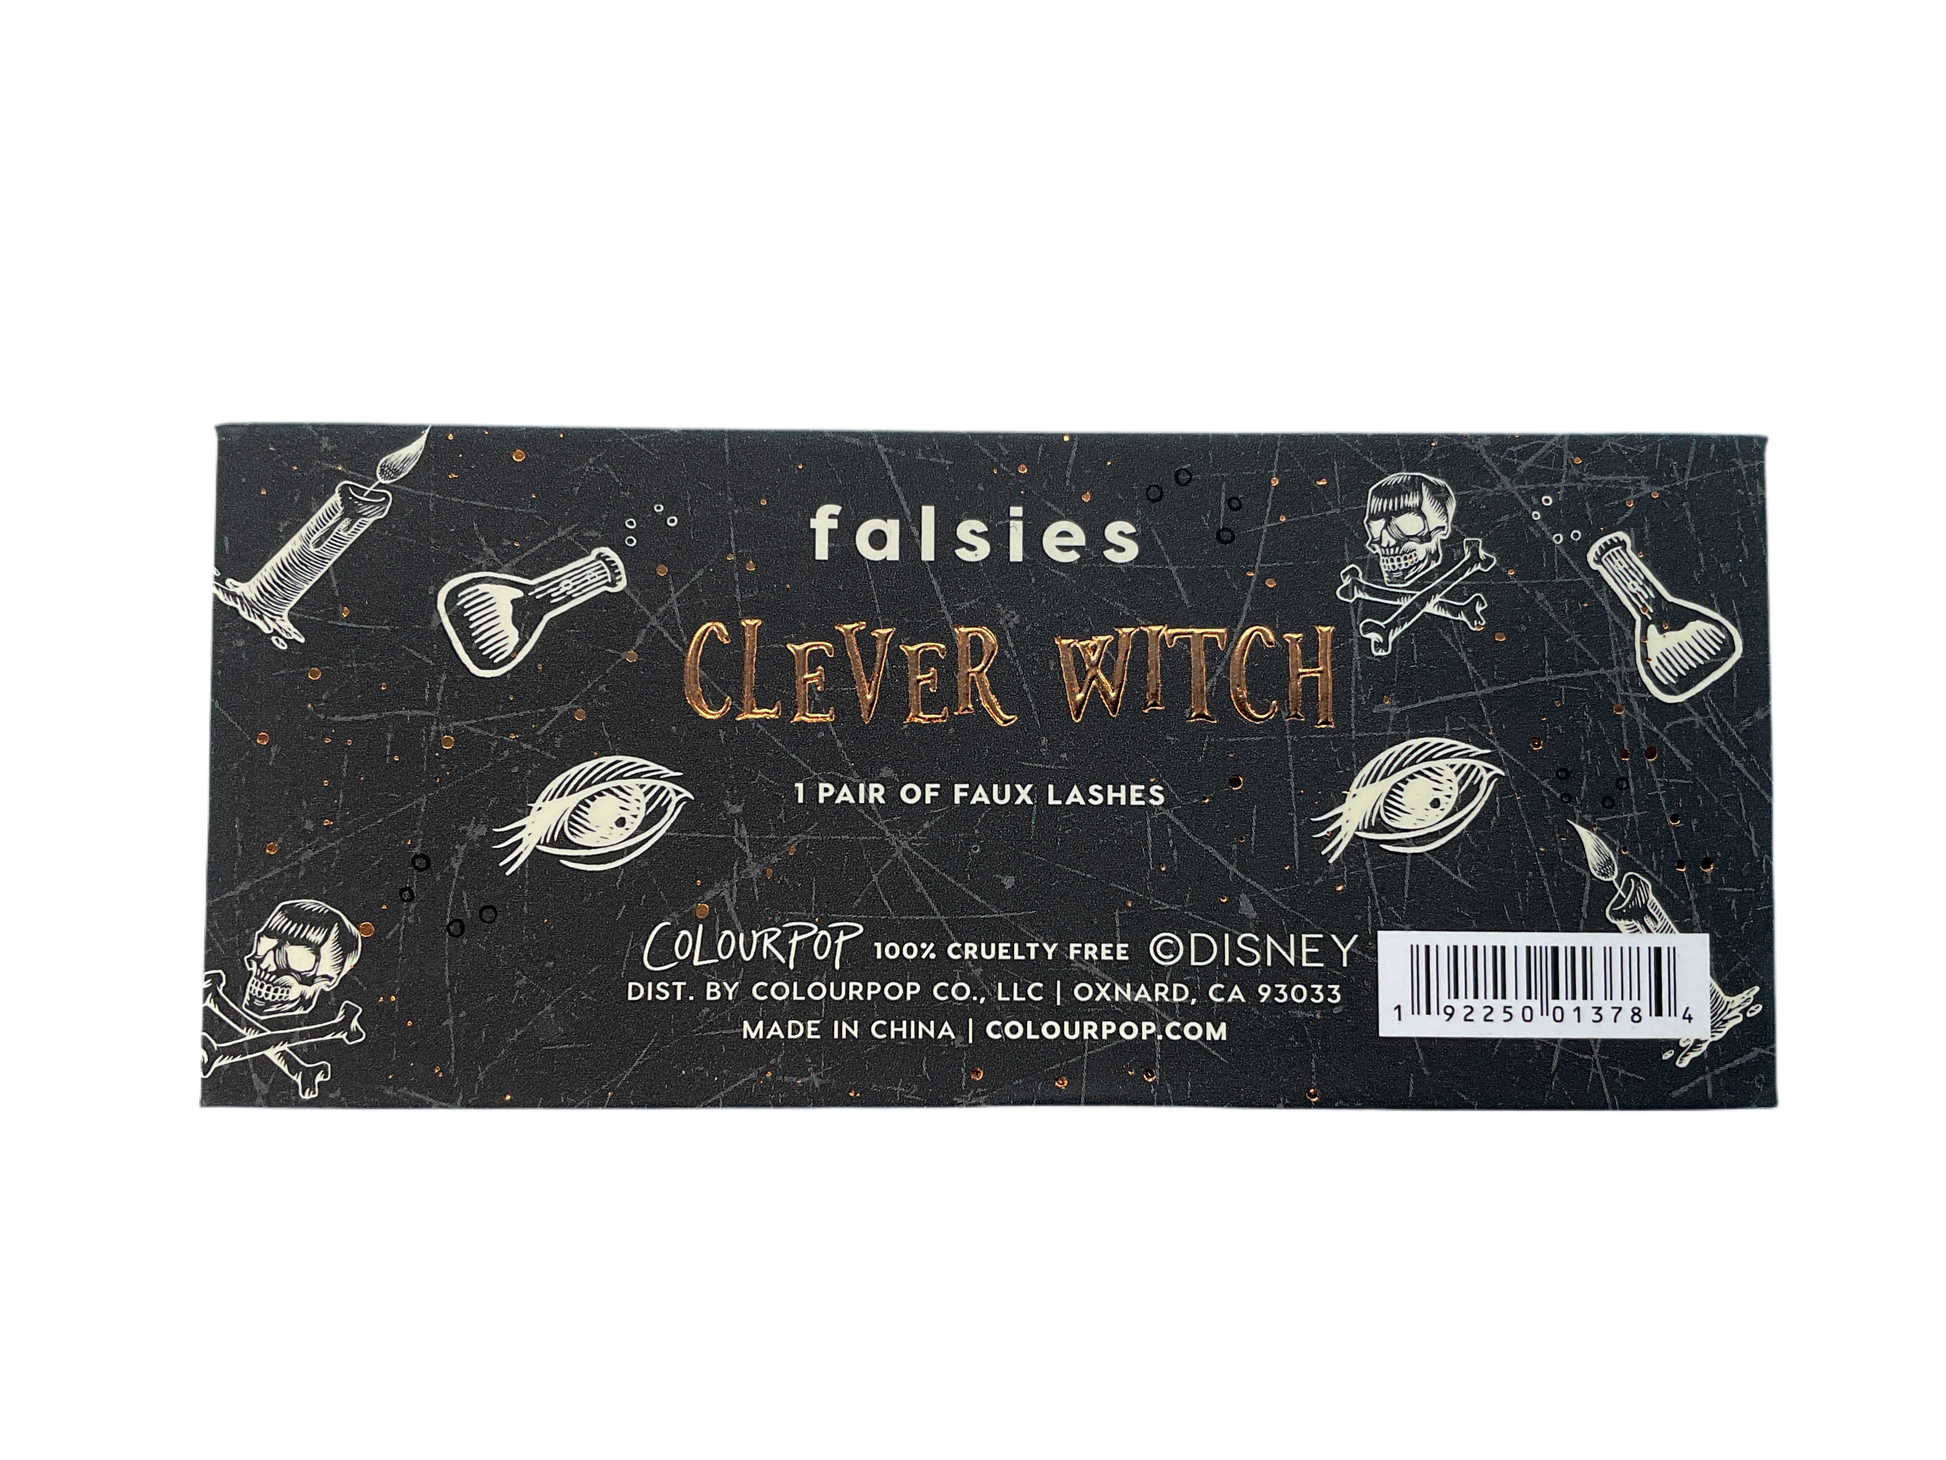 falsies
CLEVER WITCH
1 PAIR OF FAUX LASHES
COLOURPOP 100% CRUELTY FREE ©DISNEY
DIST. BY COLOURPOP CO., LLC | OXNARD, CA 93033
MADE IN CHINA | COLOURPOP.COM
1 92250 01378 4